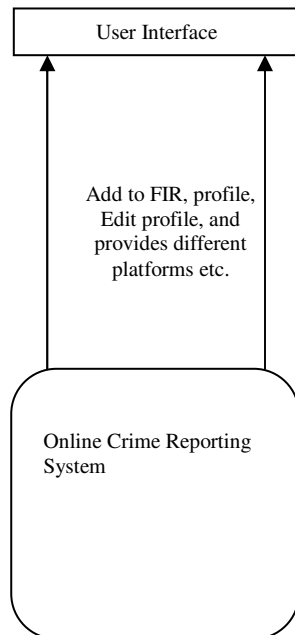 User Interface
Add to FIR, profile,
Edit profile, and
provides different
platforms etc.
Online Crime Reporting
System